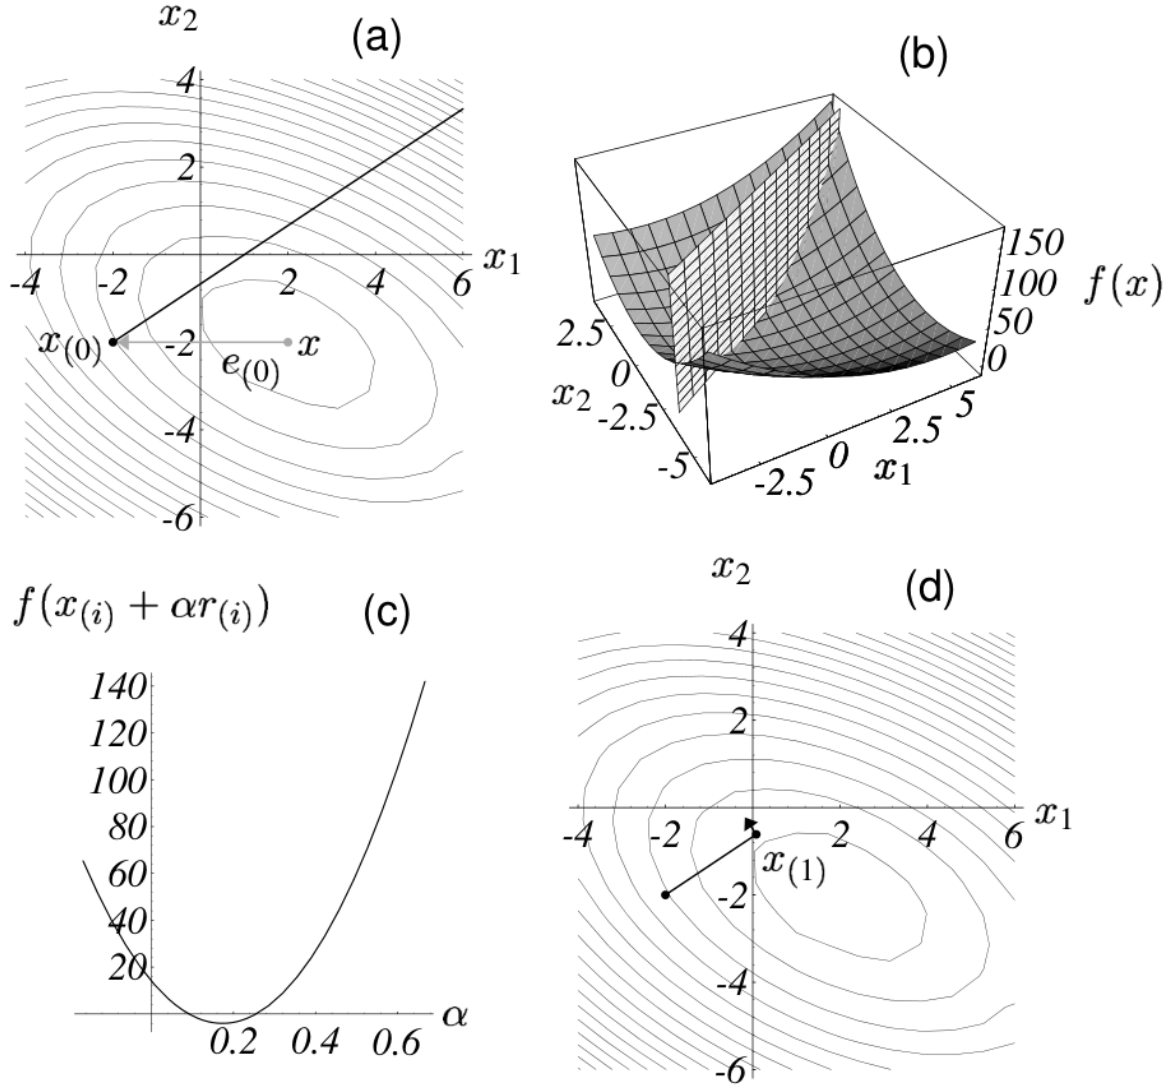 (a)
x₂
4
2
-4 -2 2 4 6 x₁
x₍₀₎ -2 e₍₀₎ x
-4
-6
(b)
150
100
50
0
f(x)
2.5
0
-2.5
-5
x₂
-2.5 0 2.5 5
x₁
(c)
f(x₍ᵢ₎ + αr₍ᵢ₎)
140
120
100
80
60
40
20
0.2 0.4 0.6 α
(d)
x₂
4
2
-4 -2 2 4 6 x₁
x₍₁₎
-2
-4
-6